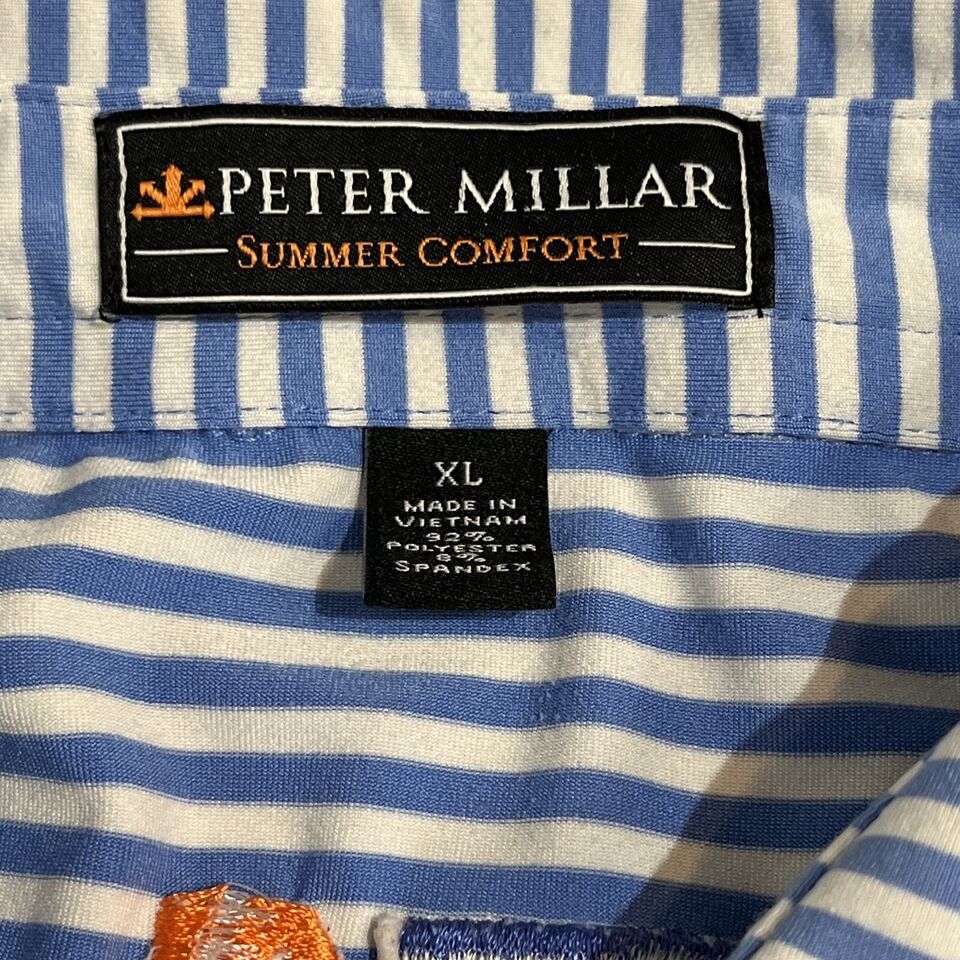 PETER MILLAR
SUMMER COMFORT
XL
MADE IN
VIETNAM
92%
POLYESTER
8%
SPANDEX